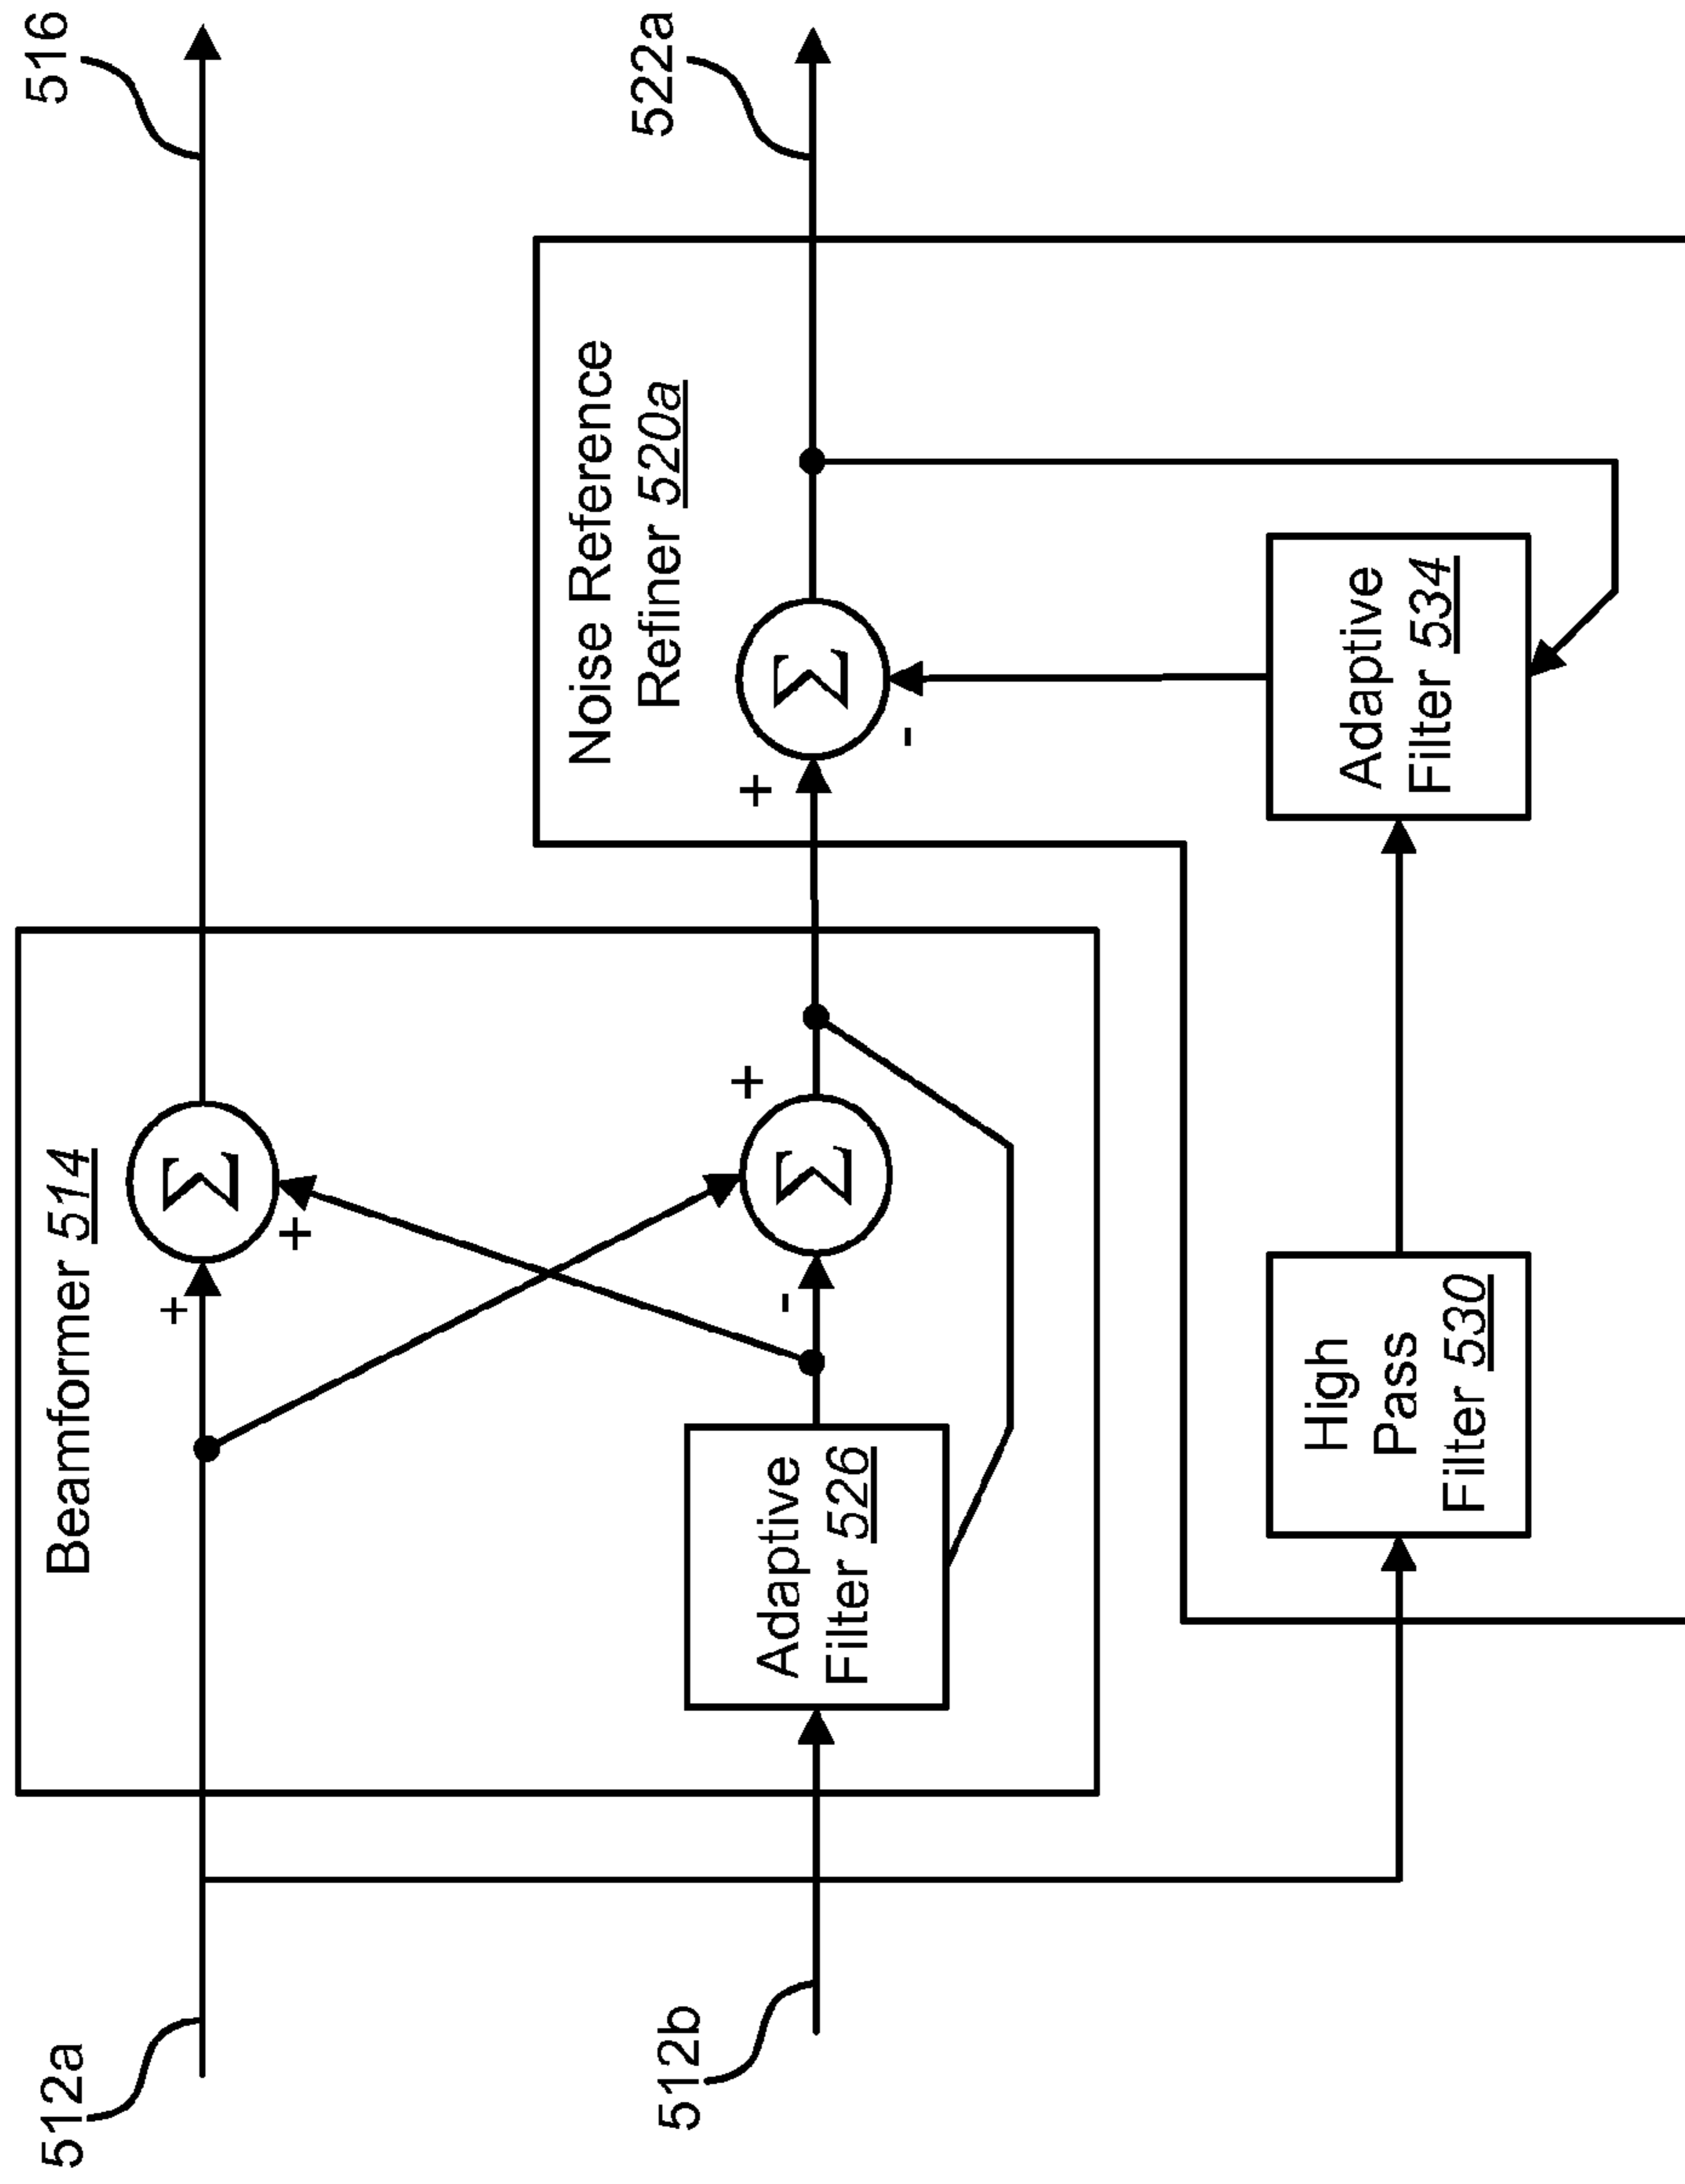 512a
Beamformer 514
+
Σ
+
516
512b
Adaptive
Filter 526
-
Σ
+
Noise Reference
Refiner 520a
+
Σ
-
522a
High
Pass
Filter 530
Adaptive
Filter 534